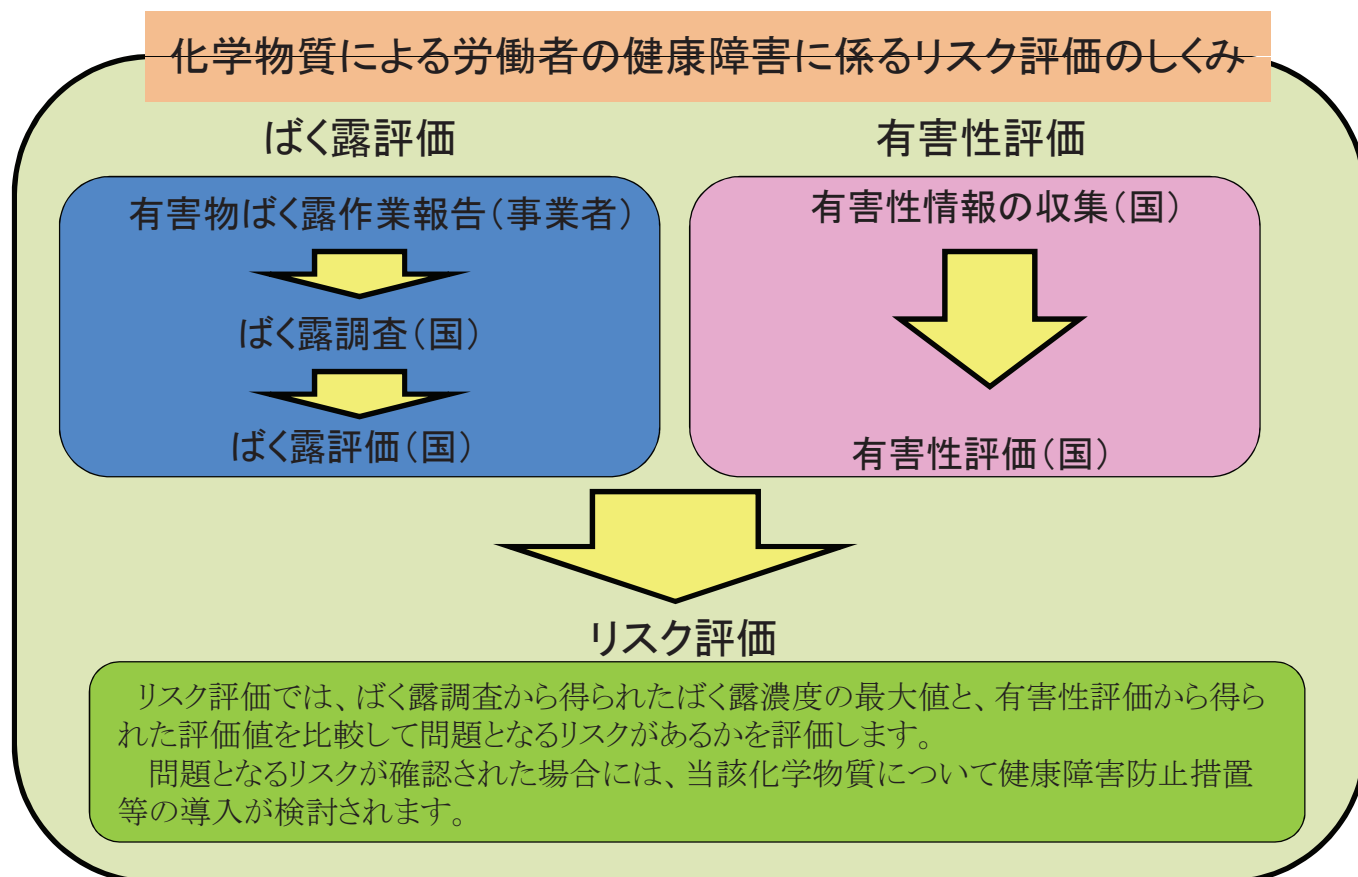 化学物質による労働者の健康障害に係るリスク評価のしくみ
ばく露評価
有害物ばく露作業報告(事業者)
ばく露調査(国)
ばく露評価(国)
有害性評価
有害性情報の収集(国)
有害性評価(国)
リスク評価
リスク評価では、ばく露調査から得られたばく露濃度の最大値と、有害性評価から得ら
れた評価値を比較して問題となるリスクがあるかを評価します。
問題となるリスクが確認された場合には、当該化学物質について健康障害防止措置
等の導入が検討されます。